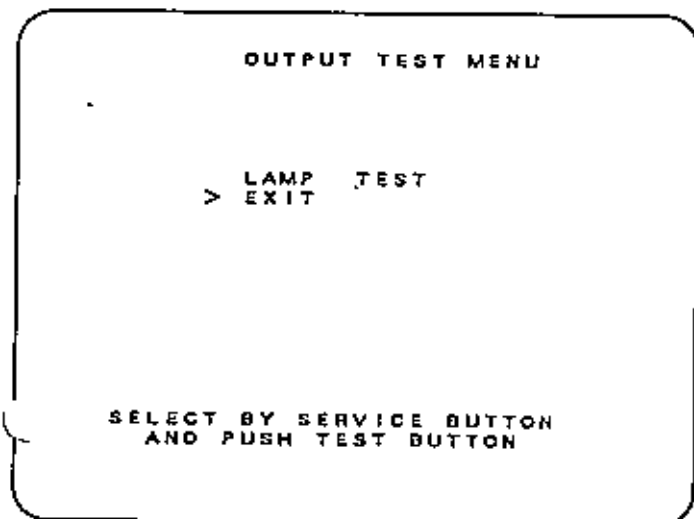 OUTPUT TEST MENU
LAMP TEST
> EXIT
SELECT BY SERVICE BUTTON
AND PUSH TEST BUTTON